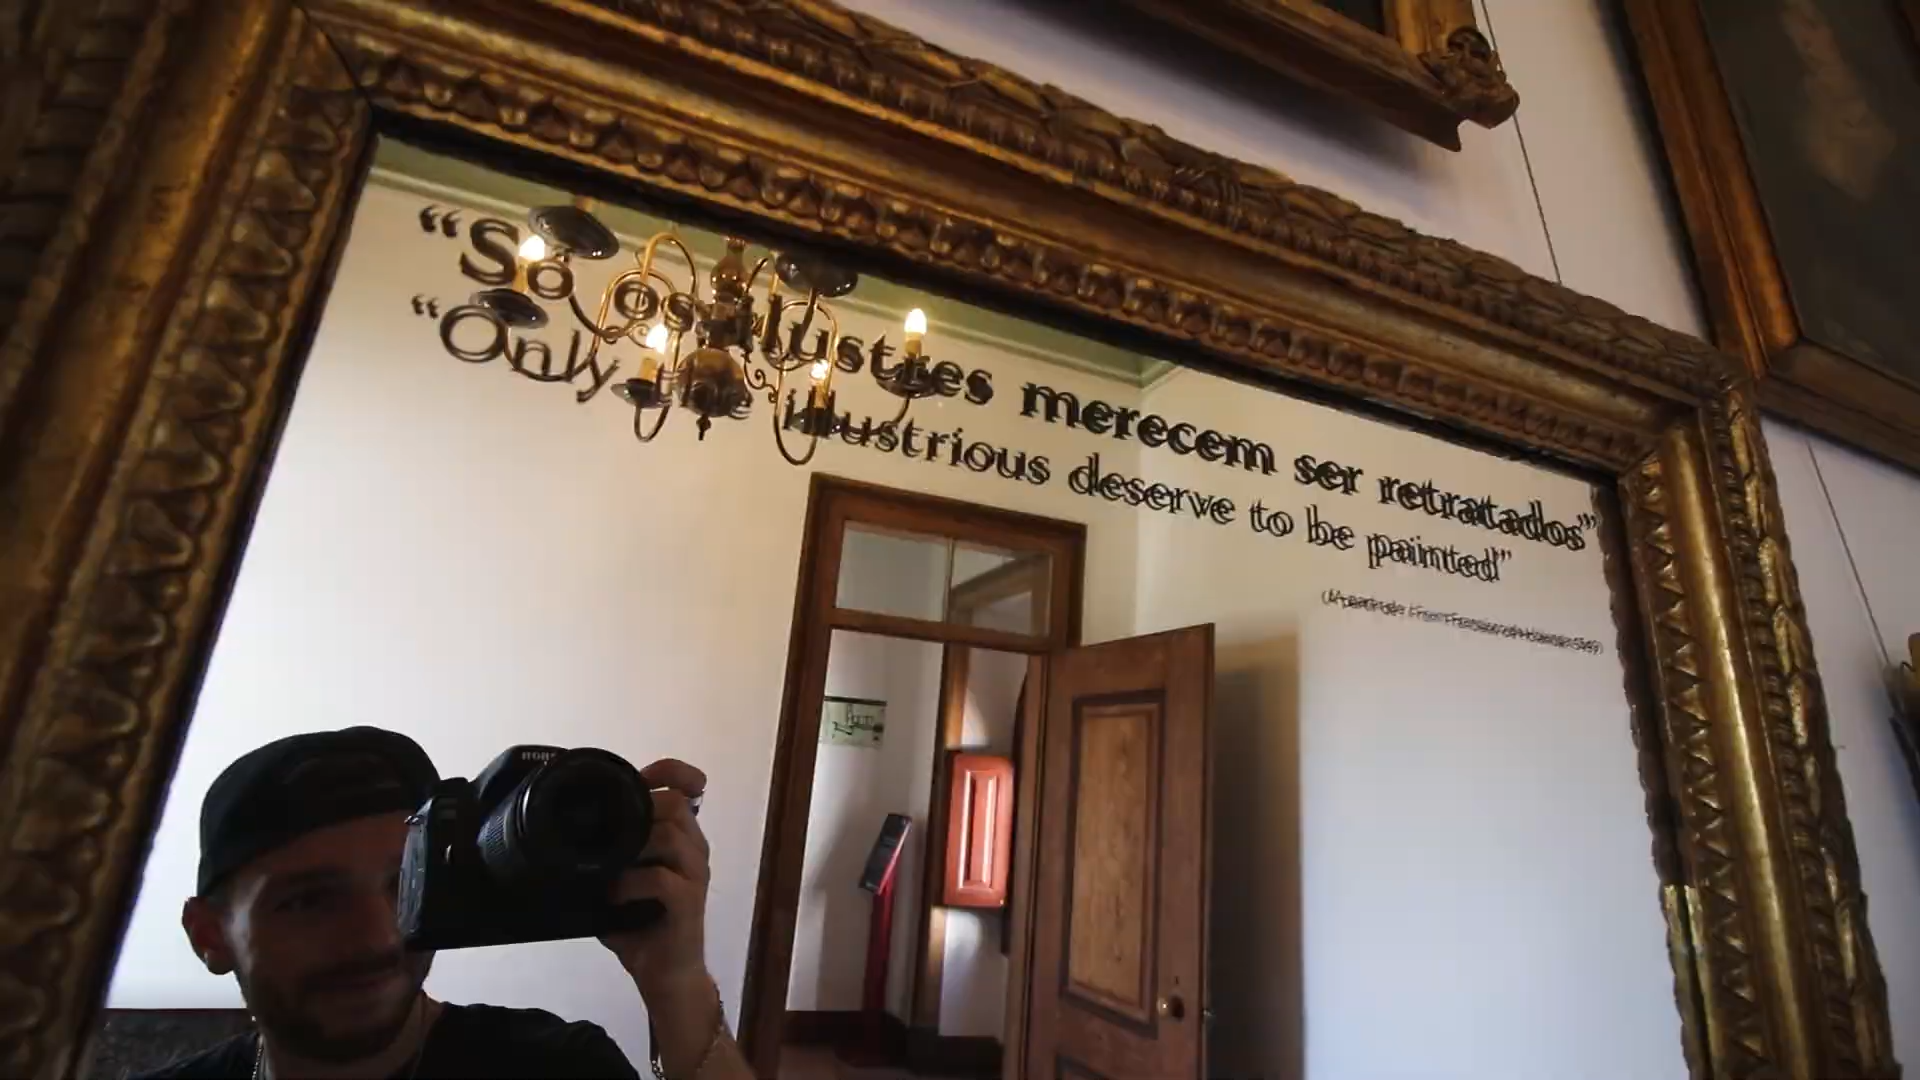 “Só os ilustres merecem ser retratados”
“Only the illustrious deserve to be painted”